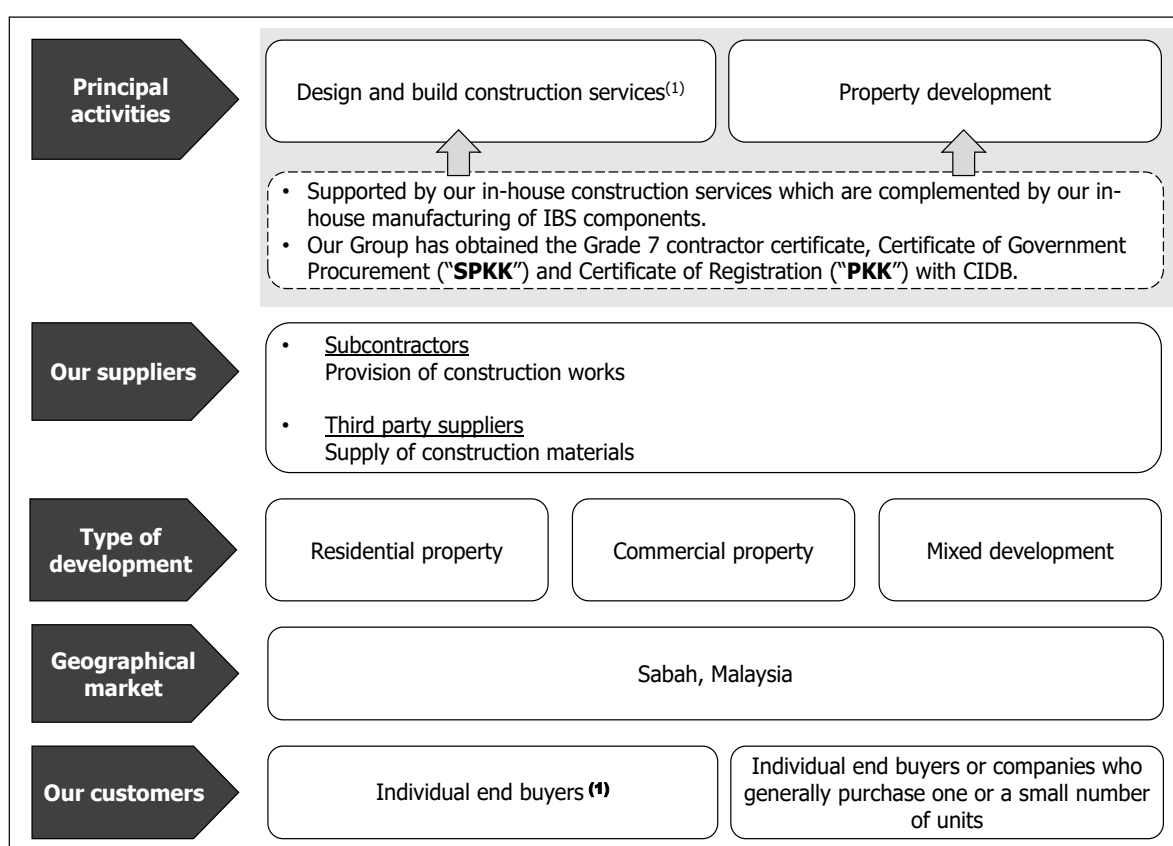 Principal
activities
Design and build construction services(1)
Property development
• Supported by our in-house construction services which are complemented by our in-
house manufacturing of IBS components.
• Our Group has obtained the Grade 7 contractor certificate, Certificate of Government
Procurement (“SPKK”) and Certificate of Registration (“PKK”) with CIDB.
Our suppliers
• Subcontractors
Provision of construction works
• Third party suppliers
Supply of construction materials
Type of
development
Residential property
Commercial property
Mixed development
Geographical
market
Sabah, Malaysia
Our customers
Individual end buyers (1)
Individual end buyers or companies who
generally purchase one or a small number
of units